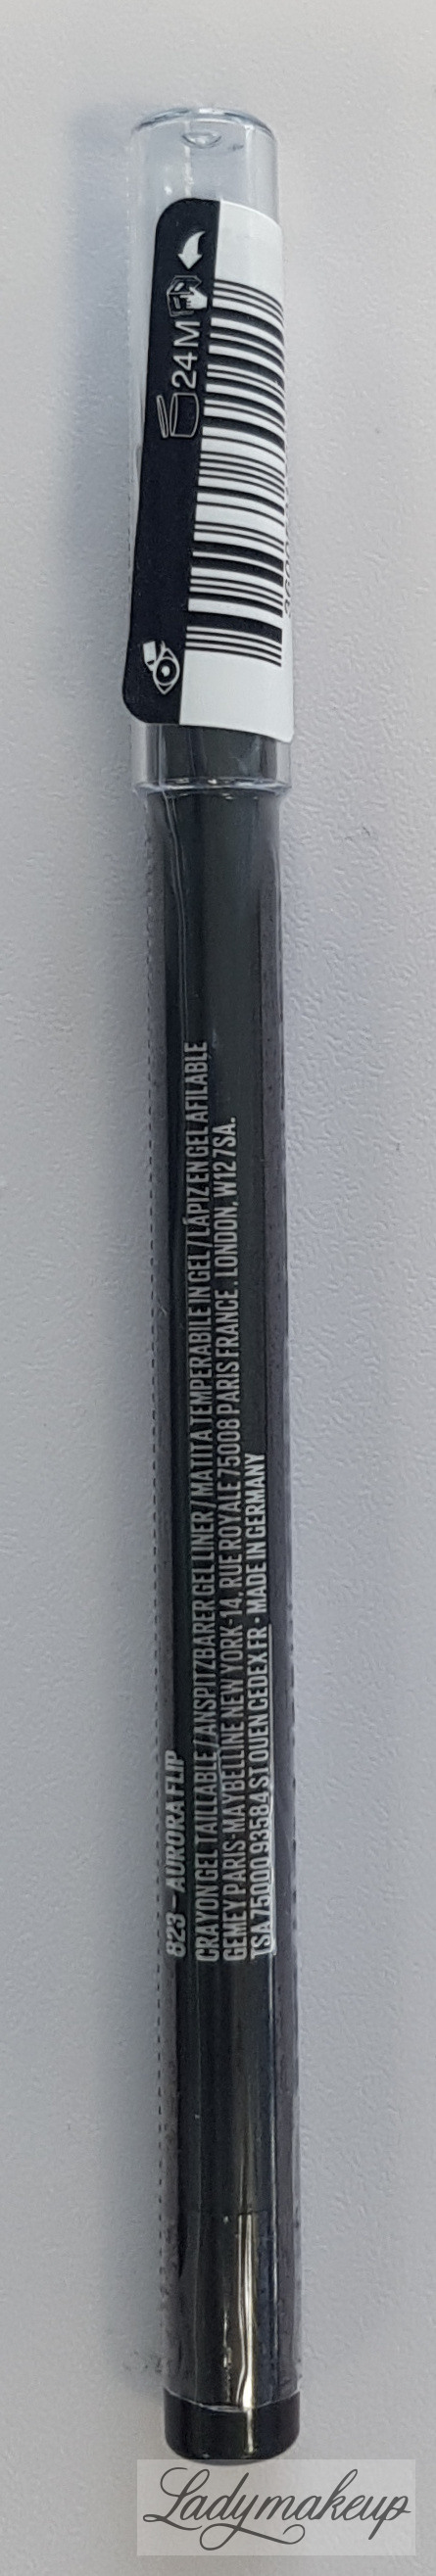 24 M
823 - AURORA FLIP
CRAYON GEL TAILLABLE / ANSPITZBARER GEL LINER / MATITA TEMPERABILE IN GEL / LÁPIZ EN GEL AFILABLE
GEMEY PARIS-MAYBELLINE NEW YORK-14, RUE ROYALE 75008 PARIS FRANCE. LONDON, W12 7SA.
TSA 75000 93584 ST OUEN CEDEX FR · MADE IN GERMANY
Ladymakeup